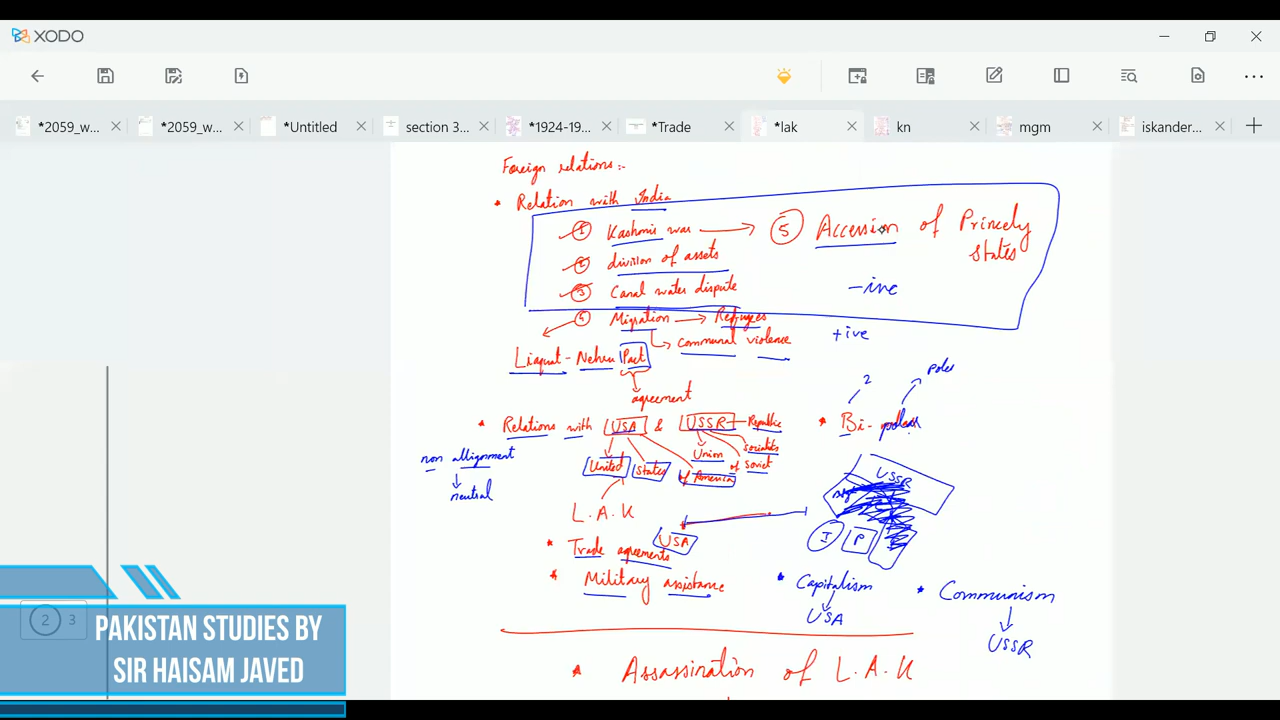 XODO
*2059_w...
*2059_w...
*Untitled
section 3...
*1924-19...
*Trade
*lak
kn
mgm
iskander...
Foreign relations:-
• Relation with India
① Kashmir war → ⑤ Accession of Princely states
② division of assets
③ Canal water dispute
-ive
④ Migration → Refugees
+ive
communal violence
Liaquat - Nehru Pact
agreement
2
poles
• Relations with USA & USSR Republic
• Bi-polar
non allignment
neutral
United States of America
Union of Soviet socialists
USSR
L.A.K
I P
USA
* Trade agreements
* Military assistance
* Capitalism
USA
• Communism
USSR
* Assassination of L.A.K
2 3
PAKISTAN STUDIES BY
SIR HAISAM JAVED